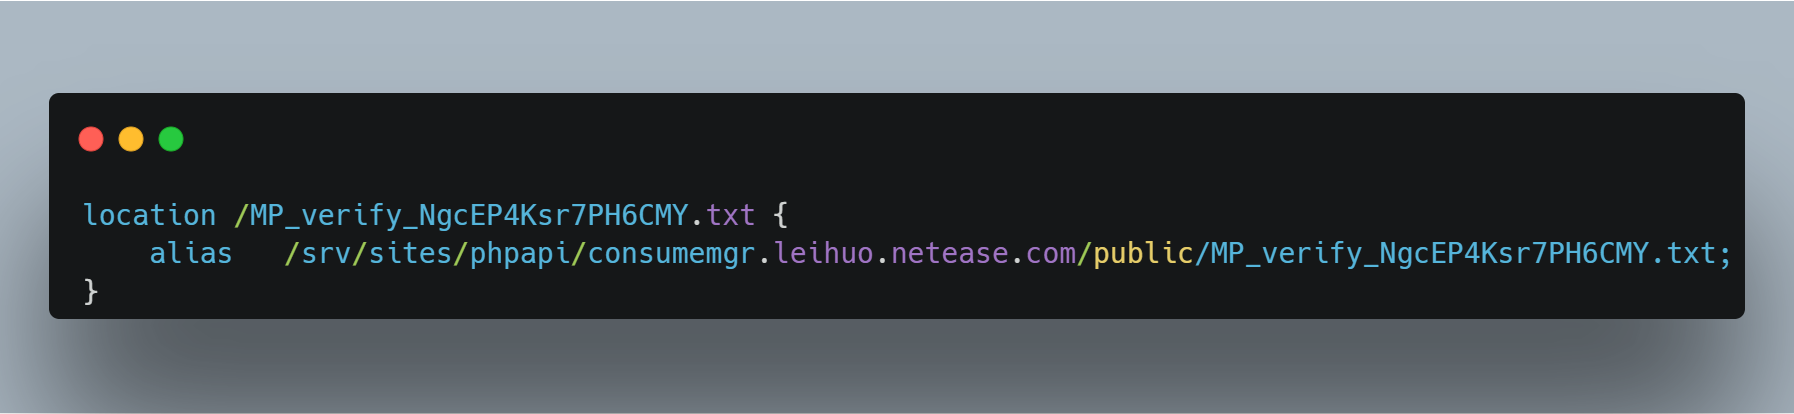 location /MP_verify_NgcEP4Ksr7PH6CMY.txt {
    alias   /srv/sites/phpapi/consumemgr.leihuo.netease.com/public/MP_verify_NgcEP4Ksr7PH6CMY.txt;
}